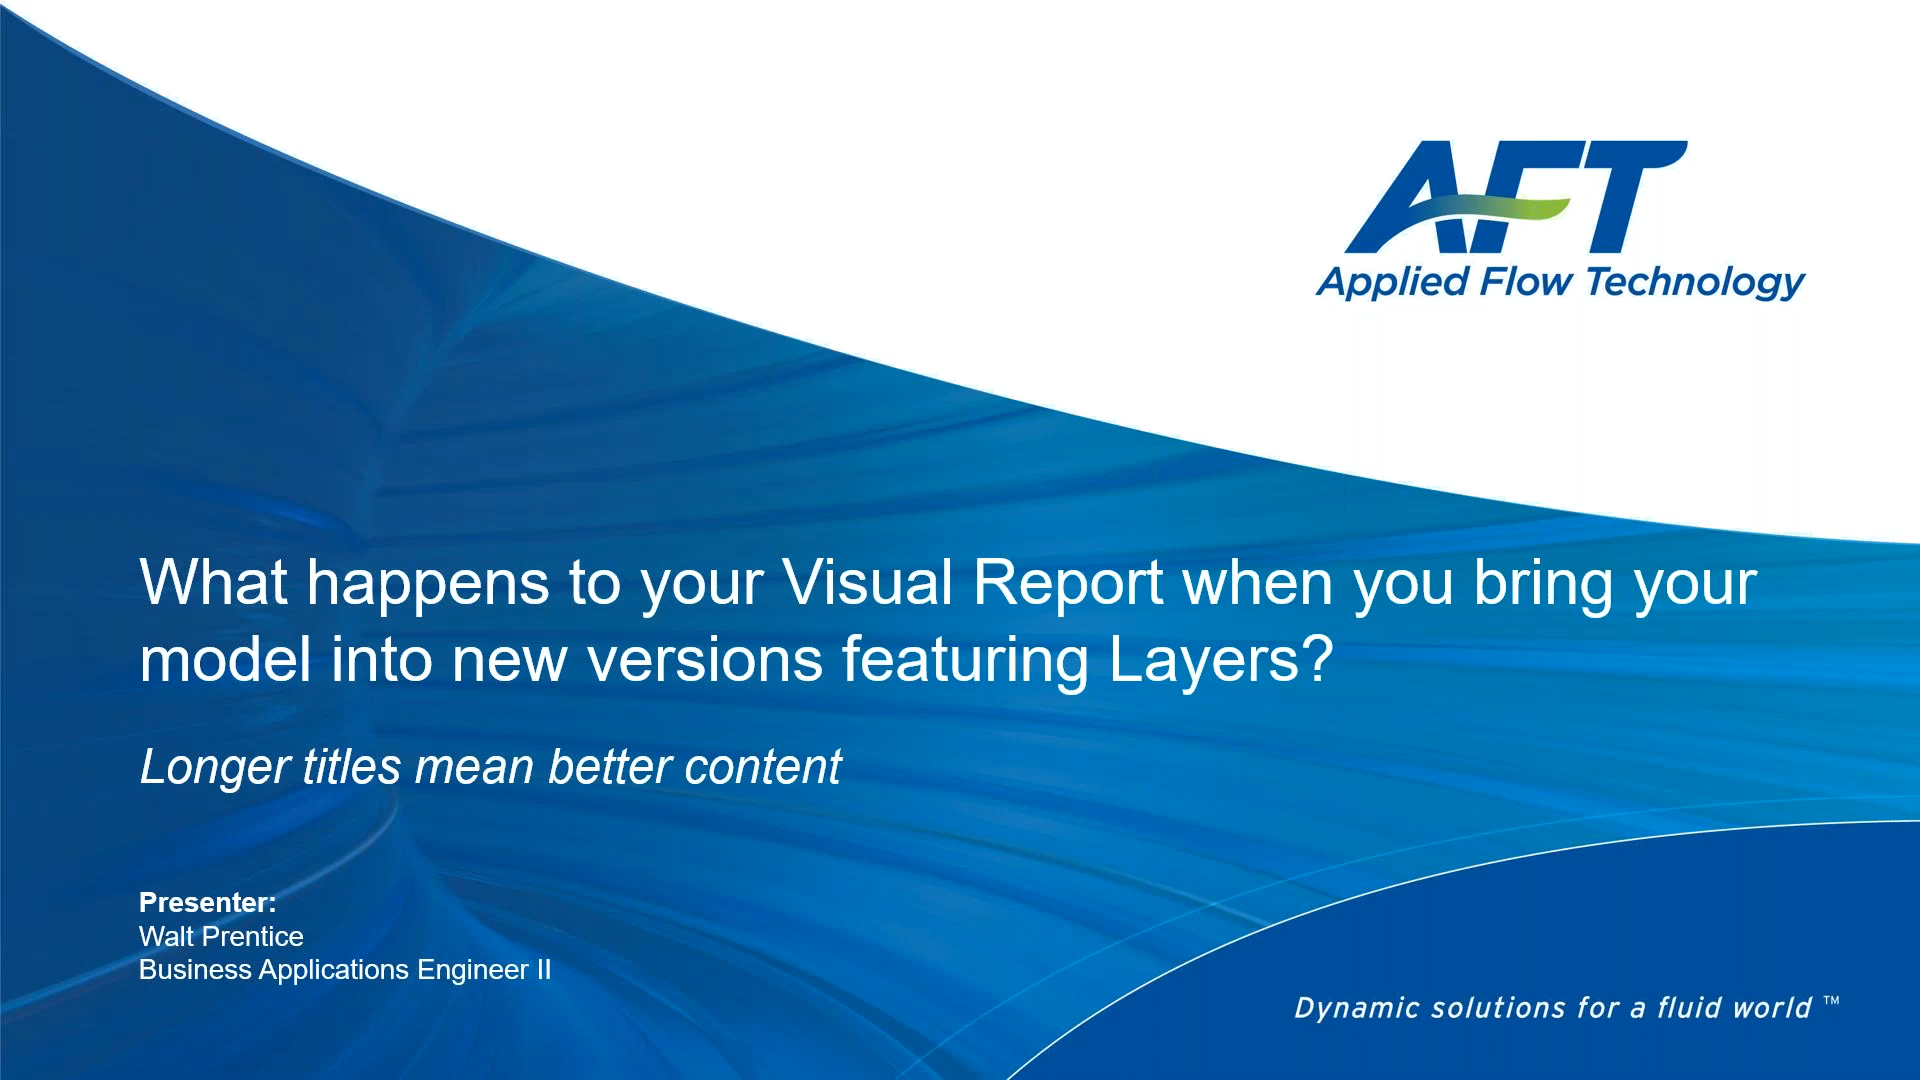 AFT
Applied Flow Technology
What happens to your Visual Report when you bring your
model into new versions featuring Layers?
Longer titles mean better content
Presenter:
Walt Prentice
Business Applications Engineer II
Dynamic solutions for a fluid world ™